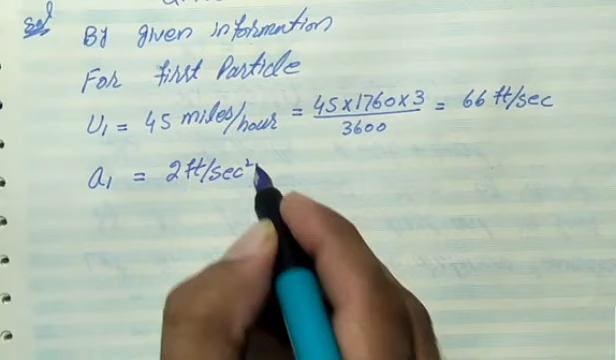 Sol
By given information
For first Particle
U₁ = 45 miles/hour = 45×1760×3 / 3600 = 66 ft/sec
a₁ = 2 ft/sec²